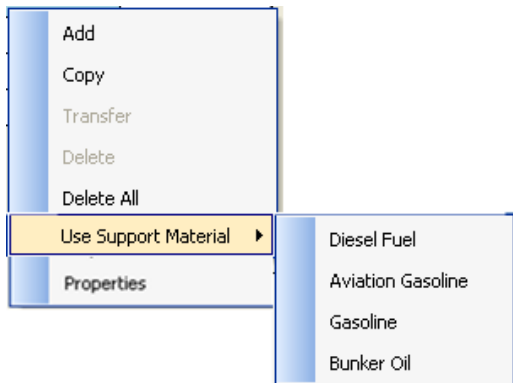 Add
Copy
Transfer
Delete
Delete All
Use Support Material
Properties
Diesel Fuel
Aviation Gasoline
Gasoline
Bunker Oil